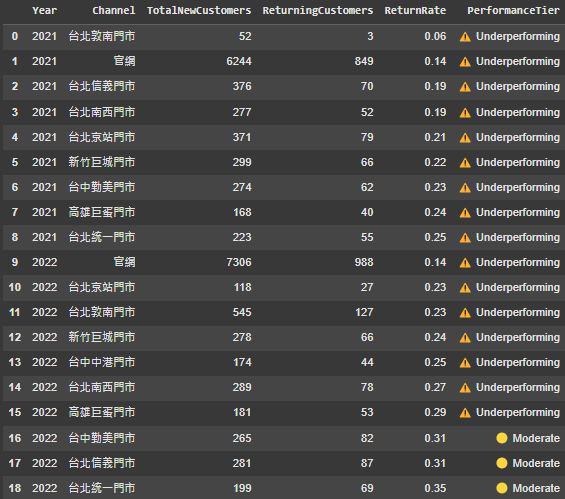 Year Channel TotalNewCustomers ReturningCustomers ReturnRate PerformanceTier
0 2021 台北敦南門市 52 3 0.06 ⚠️ Underperforming
1 2021 官網 6244 849 0.14 ⚠️ Underperforming
2 2021 台北信義門市 376 70 0.19 ⚠️ Underperforming
3 2021 台北南西門市 277 52 0.19 ⚠️ Underperforming
4 2021 台北京站門市 371 79 0.21 ⚠️ Underperforming
5 2021 新竹巨城門市 299 66 0.22 ⚠️ Underperforming
6 2021 台中勤美門市 274 62 0.23 ⚠️ Underperforming
7 2021 高雄巨蛋門市 168 40 0.24 ⚠️ Underperforming
8 2021 台北統一門市 223 55 0.25 ⚠️ Underperforming
9 2022 官網 7306 988 0.14 ⚠️ Underperforming
10 2022 台北京站門市 118 27 0.23 ⚠️ Underperforming
11 2022 台北敦南門市 545 127 0.23 ⚠️ Underperforming
12 2022 新竹巨城門市 278 66 0.24 ⚠️ Underperforming
13 2022 台中中港門市 174 44 0.25 ⚠️ Underperforming
14 2022 台北南西門市 289 78 0.27 ⚠️ Underperforming
15 2022 高雄巨蛋門市 181 53 0.29 ⚠️ Underperforming
16 2022 台中勤美門市 265 82 0.31 🟡 Moderate
17 2022 台北信義門市 281 87 0.31 🟡 Moderate
18 2022 台北統一門市 199 69 0.35 🟡 Moderate